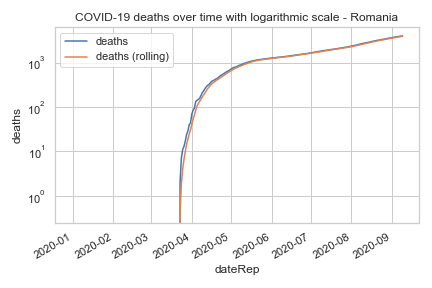 COVID-19 deaths over time with logarithmic scale - Romania
deaths
deaths (rolling)
10³
10²
10¹
10⁰
deaths
2020-01
2020-02
2020-03
2020-04
2020-05
2020-06
2020-07
2020-08
2020-09
dateRep